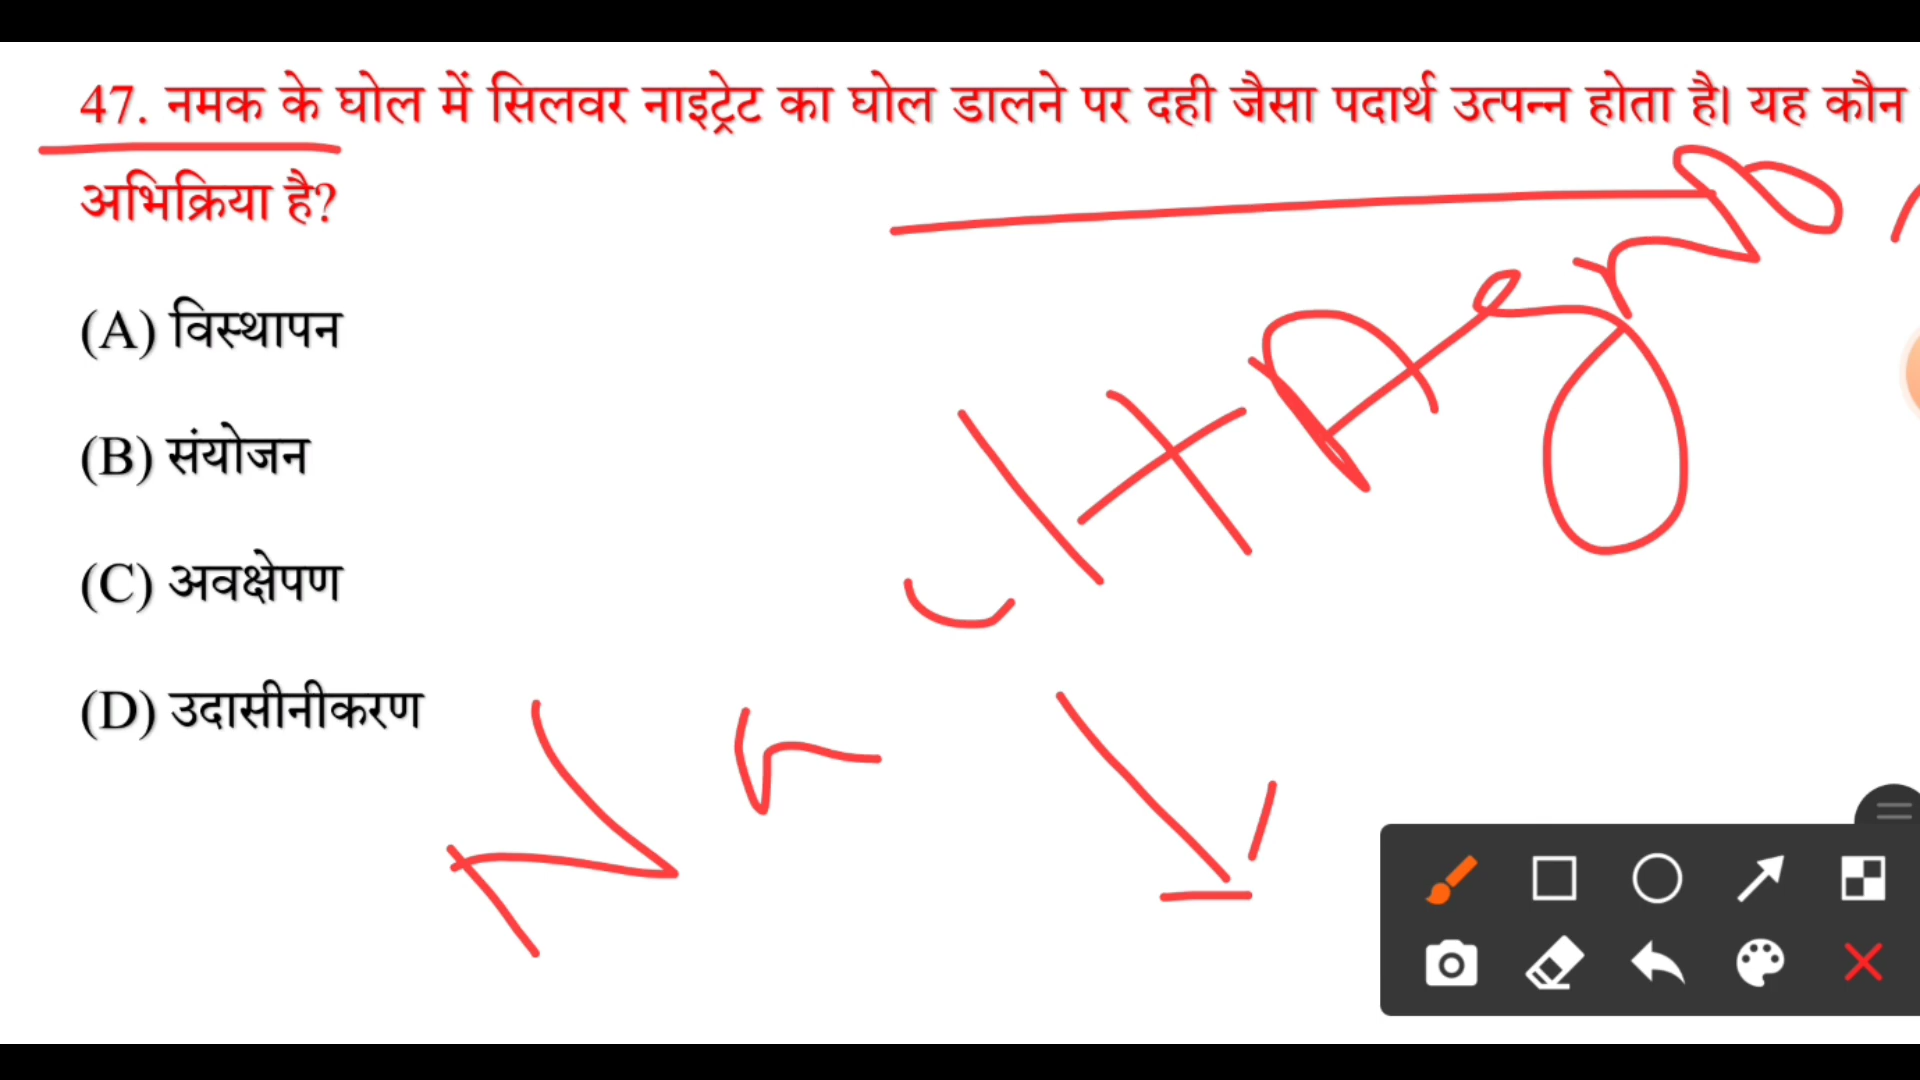 47. नमक के घोल में सिलवर नाइट्रेट का घोल डालने पर दही जैसा पदार्थ उत्पन्न होता है। यह कौन
अभिक्रिया है?
(A) विस्थापन
(B) संयोजन
(C) अवक्षेपण
(D) उदासीनीकरण